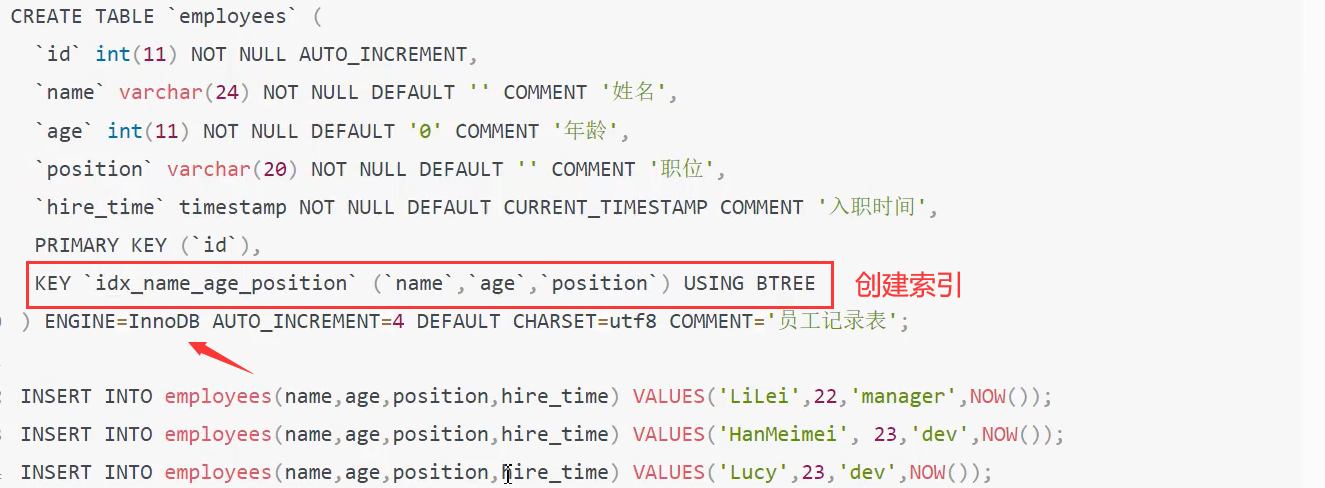 CREATE TABLE `employees` (
`id` int(11) NOT NULL AUTO_INCREMENT,
`name` varchar(24) NOT NULL DEFAULT '' COMMENT '姓名',
`age` int(11) NOT NULL DEFAULT '0' COMMENT '年龄',
`position` varchar(20) NOT NULL DEFAULT '' COMMENT '职位',
`hire_time` timestamp NOT NULL DEFAULT CURRENT_TIMESTAMP COMMENT '入职时间',
PRIMARY KEY (`id`),
KEY `idx_name_age_position` (`name`,`age`,`position`) USING BTREE 创建索引
) ENGINE=InnoDB AUTO_INCREMENT=4 DEFAULT CHARSET=utf8 COMMENT='员工记录表';
INSERT INTO employees(name,age,position,hire_time) VALUES('LiLei',22,'manager',NOW());
INSERT INTO employees(name,age,position,hire_time) VALUES('HanMeimei', 23,'dev',NOW());
INSERT INTO employees(name,age,position,hire_time) VALUES('Lucy',23,'dev',NOW());